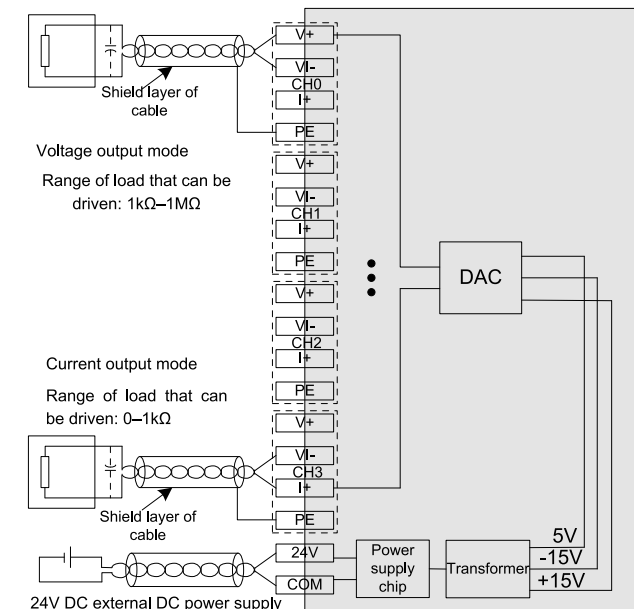 V+
VI-
CH0
I+
PE
Shield layer of
cable
Voltage output mode
Range of load that can be
driven: 1kΩ–1MΩ
V+
VI-
CH1
I+
PE
DAC
V+
VI-
CH2
I+
PE
Current output mode
Range of load that can
be driven: 0–1kΩ
V+
VI-
CH3
I+
PE
Shield layer of
cable
24V
COM
24V DC external DC power supply
Power
supply
chip
Transformer
5V
-15V
+15V